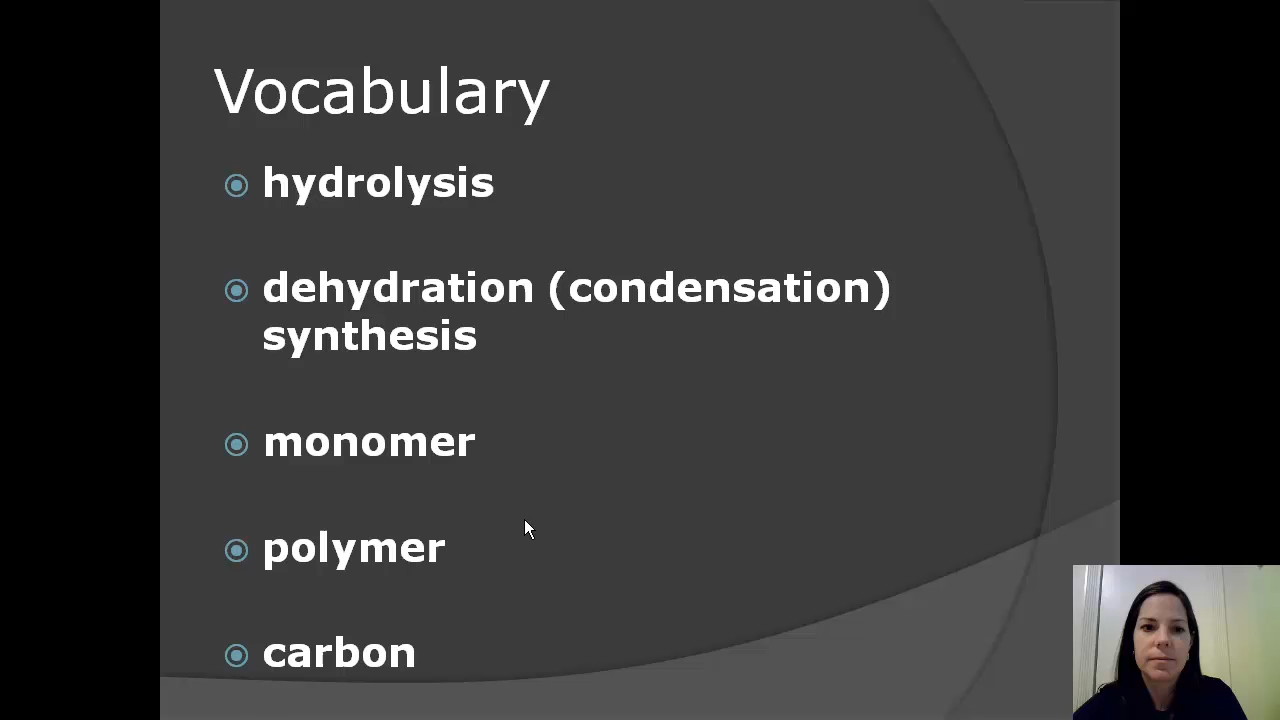 Vocabulary
hydrolysis
dehydration (condensation)
synthesis
monomer
polymer
carbon